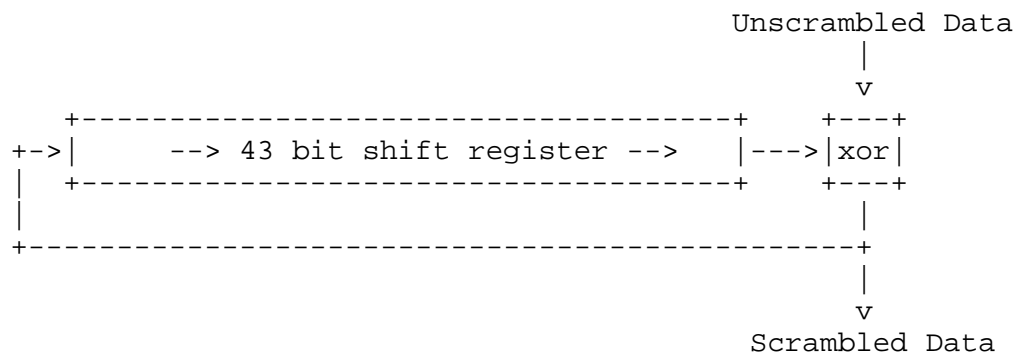 Unscrambled Data
|
v
+-------------------------------------+ +---+
+->| --> 43 bit shift register --> |--->|xor|
| +-------------------------------------+ +---+
| |
+-----------------------------------------------+
|
v
Scrambled Data